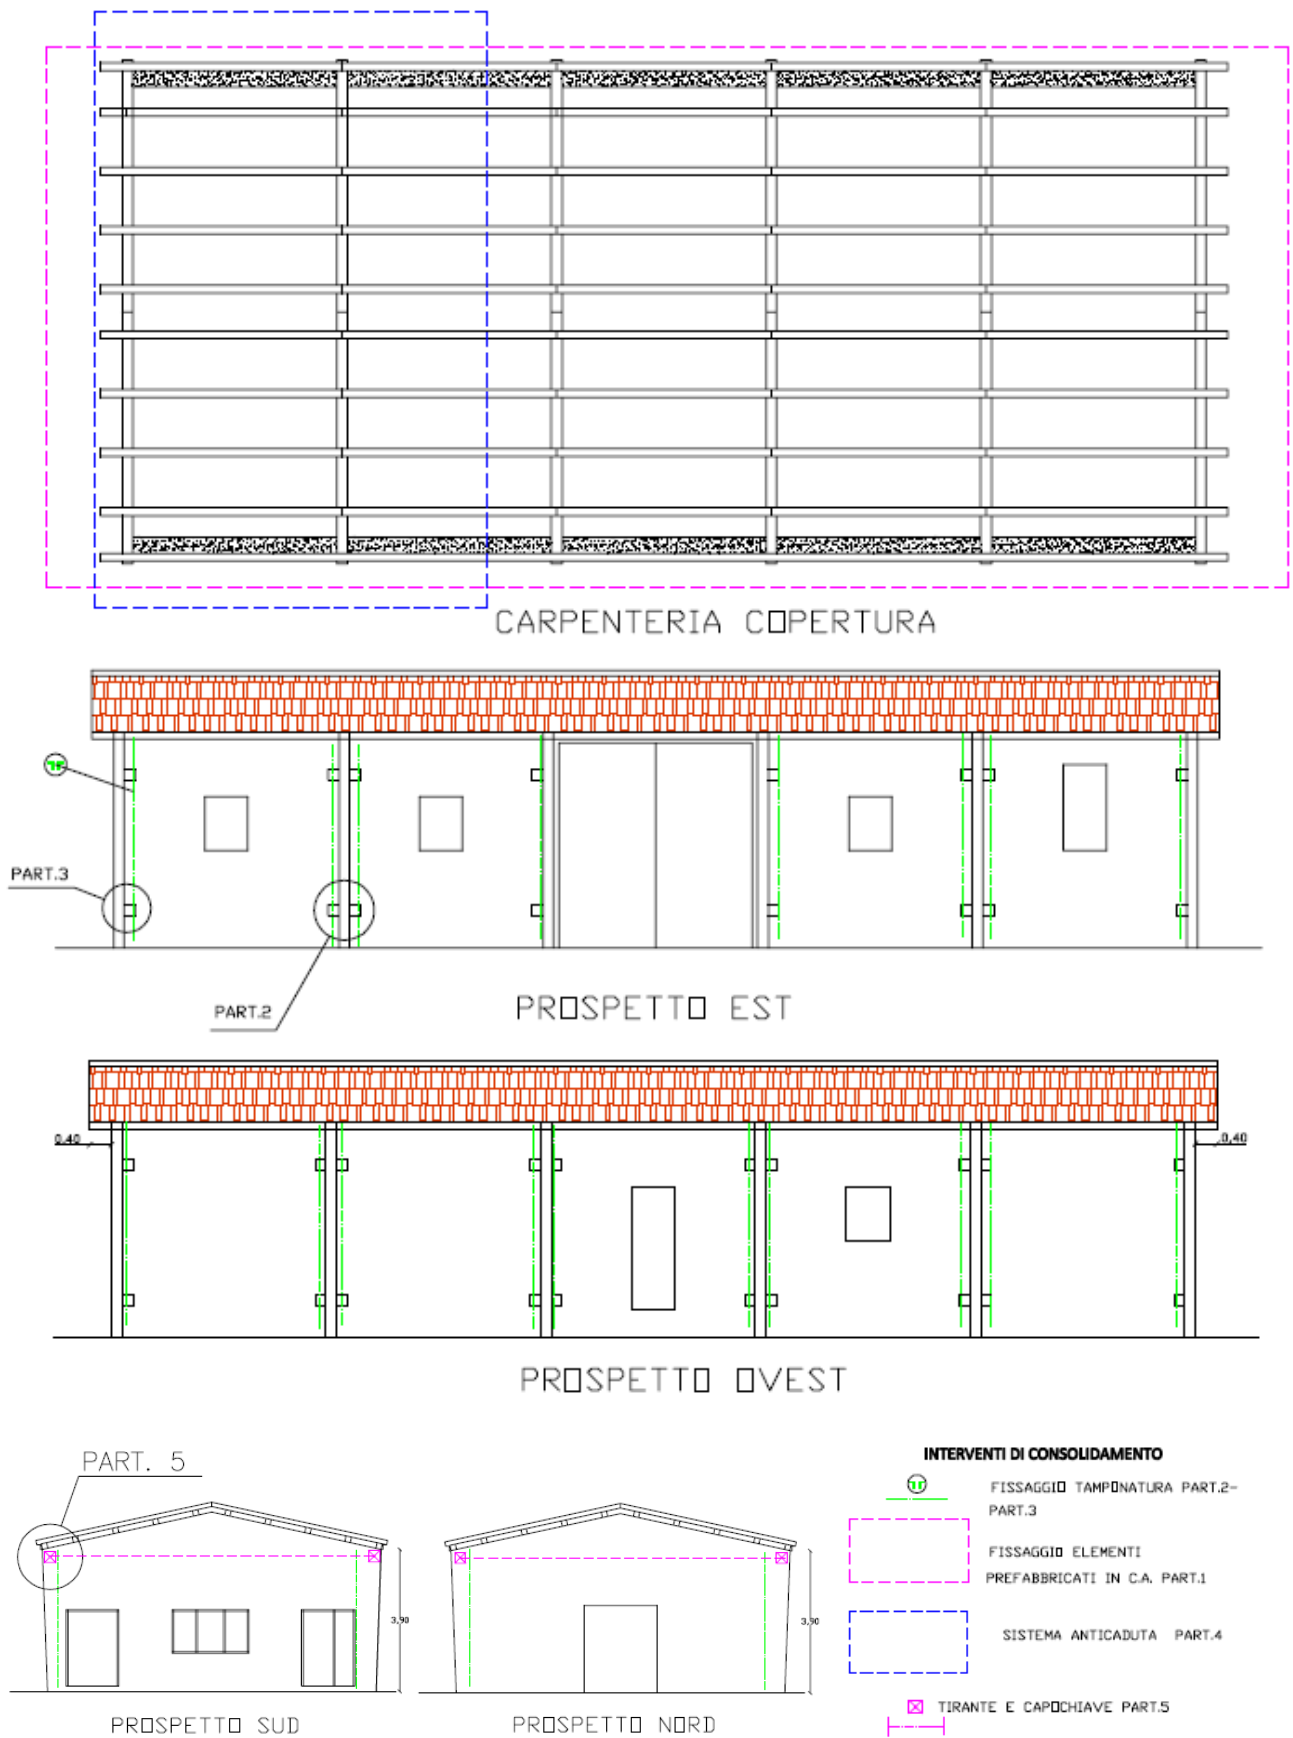 CARPENTERIA COPERTURA
PART.3
PART.2
PROSPETTO EST
0.40
0,40
PROSPETTO OVEST
PART. 5
3,90
PROSPETTO SUD
3,90
PROSPETTO NORD
INTERVENTI DI CONSOLIDAMENTO
FISSAGGIO TAMPONATURA PART.2-
PART.3
FISSAGGIO ELEMENTI
PREFABBRICATI IN C.A. PART.1
SISTEMA ANTICADUTA PART.4
TIRANTE E CAPOCHIAVE PART.5